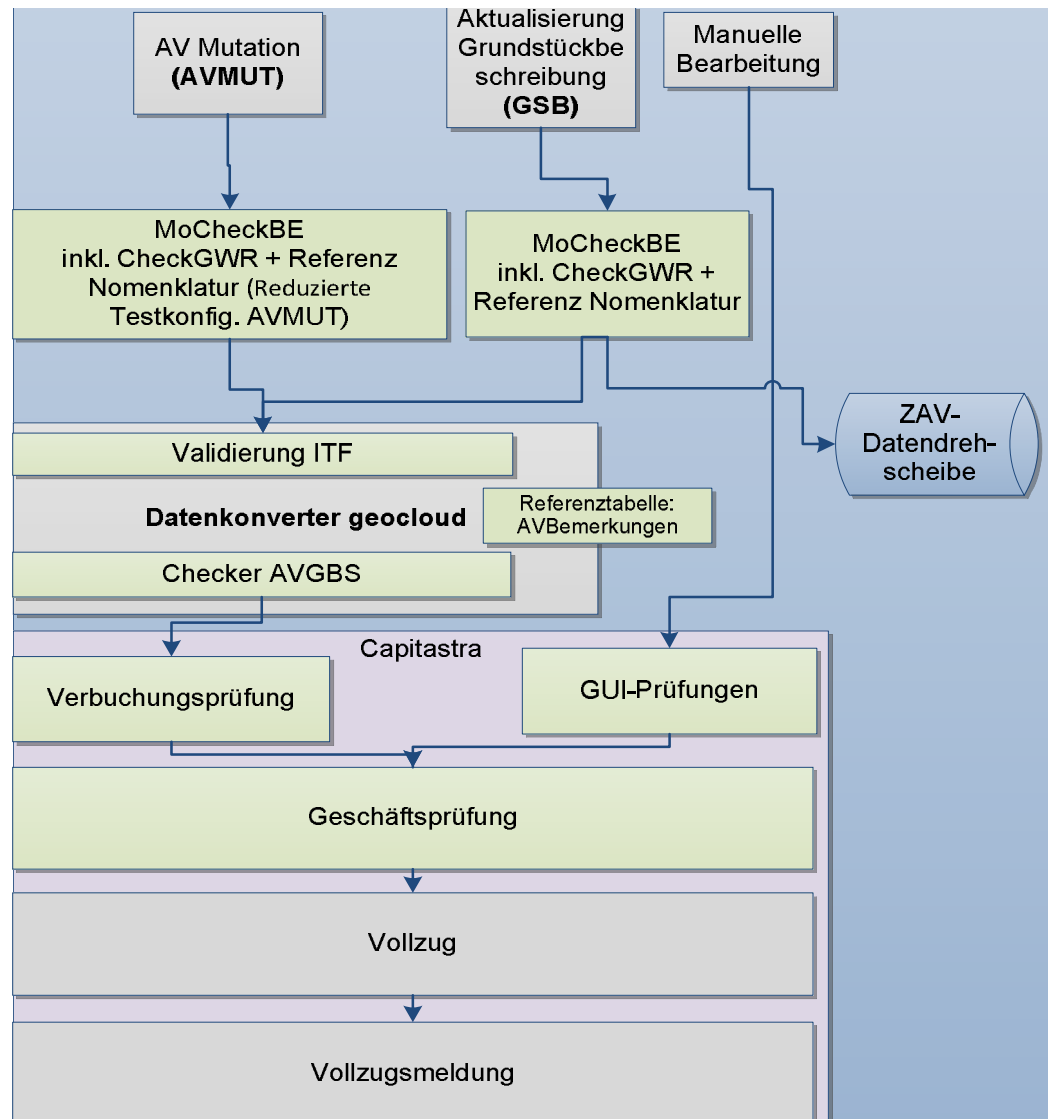 AV Mutation
(AVMUT)
Aktualisierung
Grundstückbe
schreibung
(GSB)
Manuelle
Bearbeitung
MoCheckBE
inkl. CheckGWR + Referenz
Nomenklatur (Reduzierte
Testkonfig. AVMUT)
MoCheckBE
inkl. CheckGWR +
Referenz Nomenklatur
ZAV-
Datendreh-
scheibe
Validierung ITF
Datenkonverter geocloud
Referenztabelle:
AVBemerkungen
Checker AVGBS
Capitastra
Verbuchungsprüfung
GUI-Prüfungen
Geschäftsprüfung
Vollzug
Vollzugsmeldung